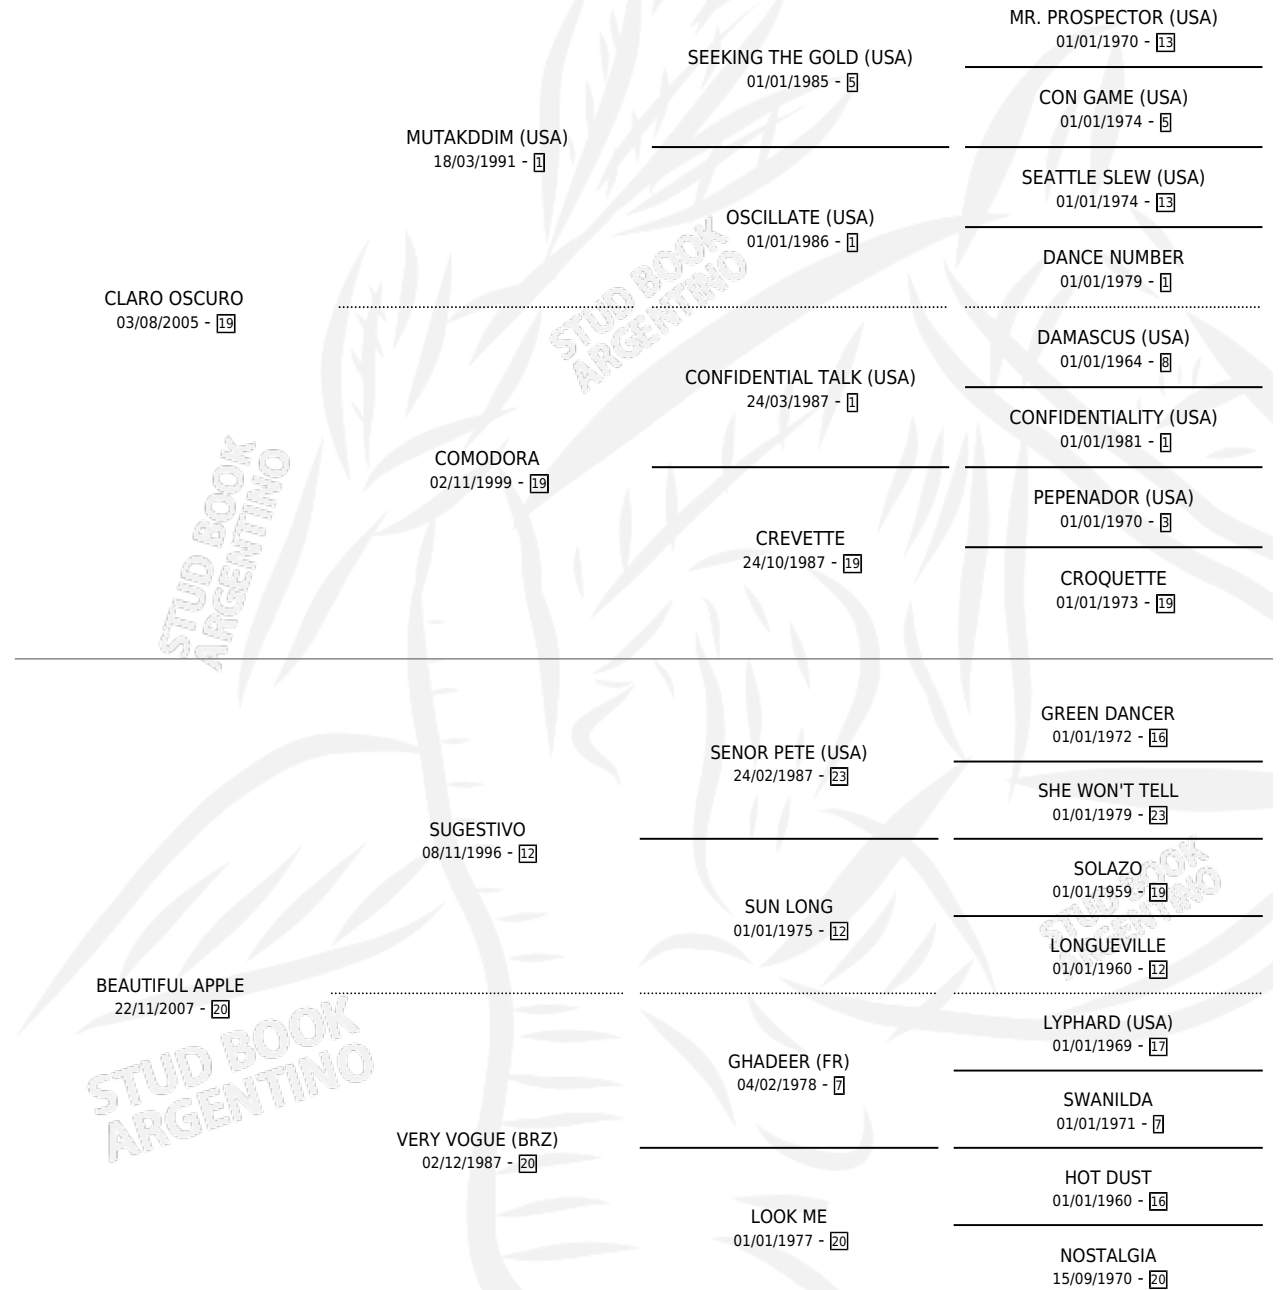 MR. PROSPECTOR (USA)
01/01/1970 - 13
SEEKING THE GOLD (USA)
01/01/1985 - 5
CON GAME (USA)
01/01/1974 - 5
MUTAKDDIM (USA)
18/03/1991 - 1
SEATTLE SLEW (USA)
01/01/1974 - 13
OSCILLATE (USA)
01/01/1986 - 1
DANCE NUMBER
01/01/1979 - 1
CLARO OSCURO
03/08/2005 - 19
STUD BOOK
ARGENTINO
DAMASCUS (USA)
01/01/1964 - 8
CONFIDENTIAL TALK (USA)
24/03/1987 - 1
CONFIDENTIALITY (USA)
01/01/1981 - 1
COMODORA
02/11/1999 - 19
PEPENADOR (USA)
01/01/1970 - 3
CREVETTE
24/10/1987 - 19
CROQUETTE
01/01/1973 - 19
STUD BOOK
ARGENTINO
GREEN DANCER
01/01/1972 - 16
SENOR PETE (USA)
24/02/1987 - 23
SHE WON'T TELL
01/01/1979 - 23
SUGESTIVO
08/11/1996 - 12
SOLAZO
01/01/1959 - 19
SUN LONG
01/01/1975 - 12
LONGUEVILLE
01/01/1960 - 12
STUD BOOK
ARGENTINO
BEAUTIFUL APPLE
22/11/2007 - 20
LYPHARD (USA)
01/01/1969 - 17
GHADEER (FR)
04/02/1978 - 7
SWANILDA
01/01/1971 - 7
STUD BOOK
ARGENTINO
VERY VOGUE (BRZ)
02/12/1987 - 20
HOT DUST
01/01/1960 - 16
LOOK ME
01/01/1977 - 20
NOSTALGIA
15/09/1970 - 20